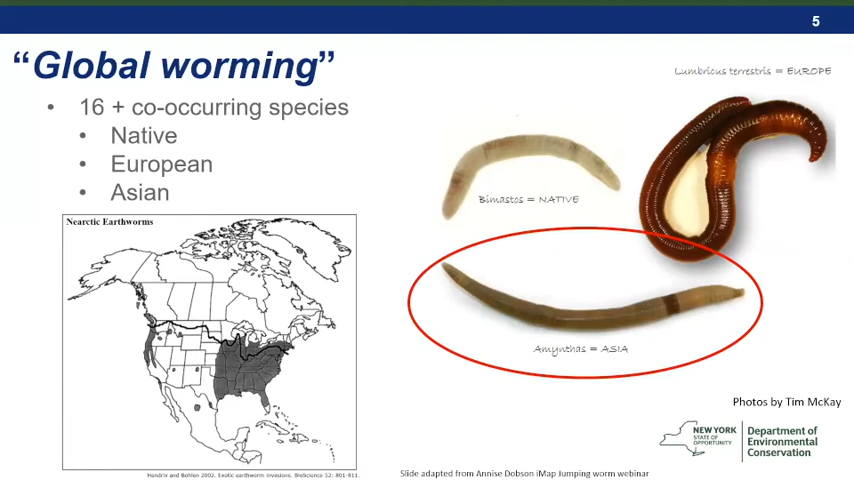 5
“Global worming”
• 16 + co-occurring species
• Native
• European
• Asian
Lumbricus terrestris = EUROPE
Bimastos = NATIVE
Amynthas = ASIA
Nearctic Earthworms
Hendrix and Bohlen 2002. Exotic earthworm invasions. BioScience 52: 801-811.
Photos by Tim McKay
NEW YORK
STATE OF
OPPORTUNITY
Department of
Environmental
Conservation
Slide adapted from Annise Dobson iMap Jumping worm webinar